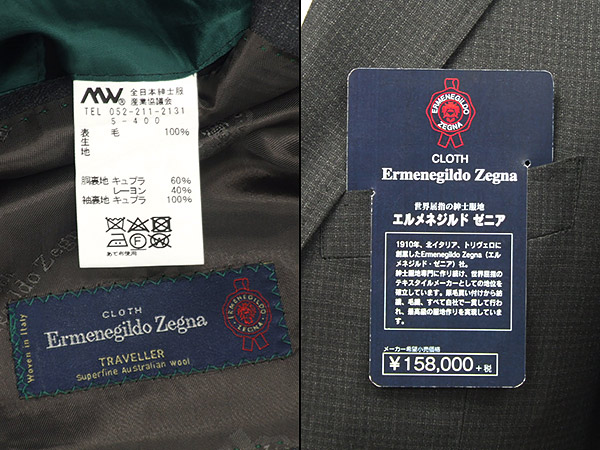 MW® 全日本紳士服
産業協議会
TEL 052-211-2131
S-400
表 毛 100%
生
地
胴裏地 キュプラ 60%
レーヨン 40%
袖裏地 キュプラ 100%
あて布使用
Woven in Italy
CLOTH
Ermenegildo Zegna
TRAVELLER
Superfine Australian wool
ERMENEGILDO
ZEGNA
ERMENEGILDO
ZEGNA
CLOTH
Ermenegildo Zegna
世界屈指の紳士服地
エルメネジルド ゼニア
1910年、北イタリア、トリヴェロに
創業したErmenegildo Zegna（エル
メネジルド・ゼニア）社。
紳士服地専門に作り続け、世界屈指の
テキスタイルメーカーとしての地位を
確立しています。原毛買い付けから紡
績、毛織、すべて自社で一貫して行わ
れ、最高級の服地作りを実現していま
す。
メーカー希望小売価格
¥158,000+税